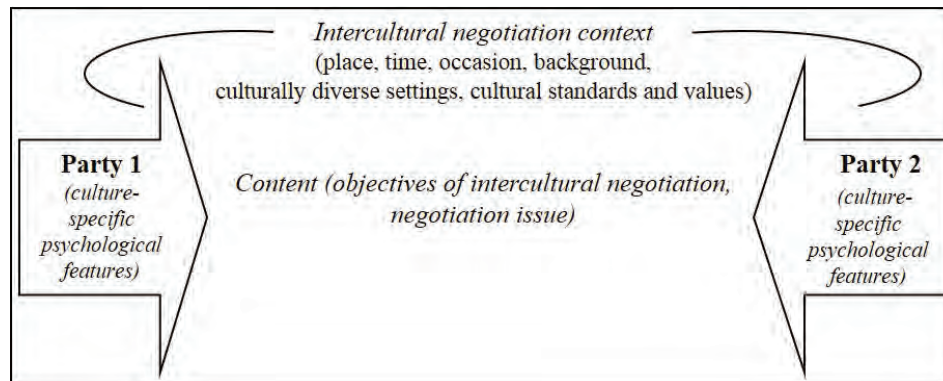 Intercultural negotiation context
(place, time, occasion, background,
culturally diverse settings, cultural standards and values)
Party 1
(culture-
specific
psychological
features)
Content (objectives of intercultural negotiation,
negotiation issue)
Party 2
(culture-
specific
psychological
features)